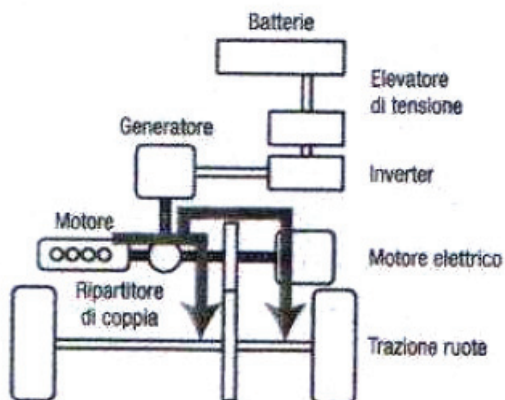 Batterie
Elevatore
di tensione
Generatore
Inverter
Motore
Motore elettrico
Ripartitore
di coppia
Trazione ruote